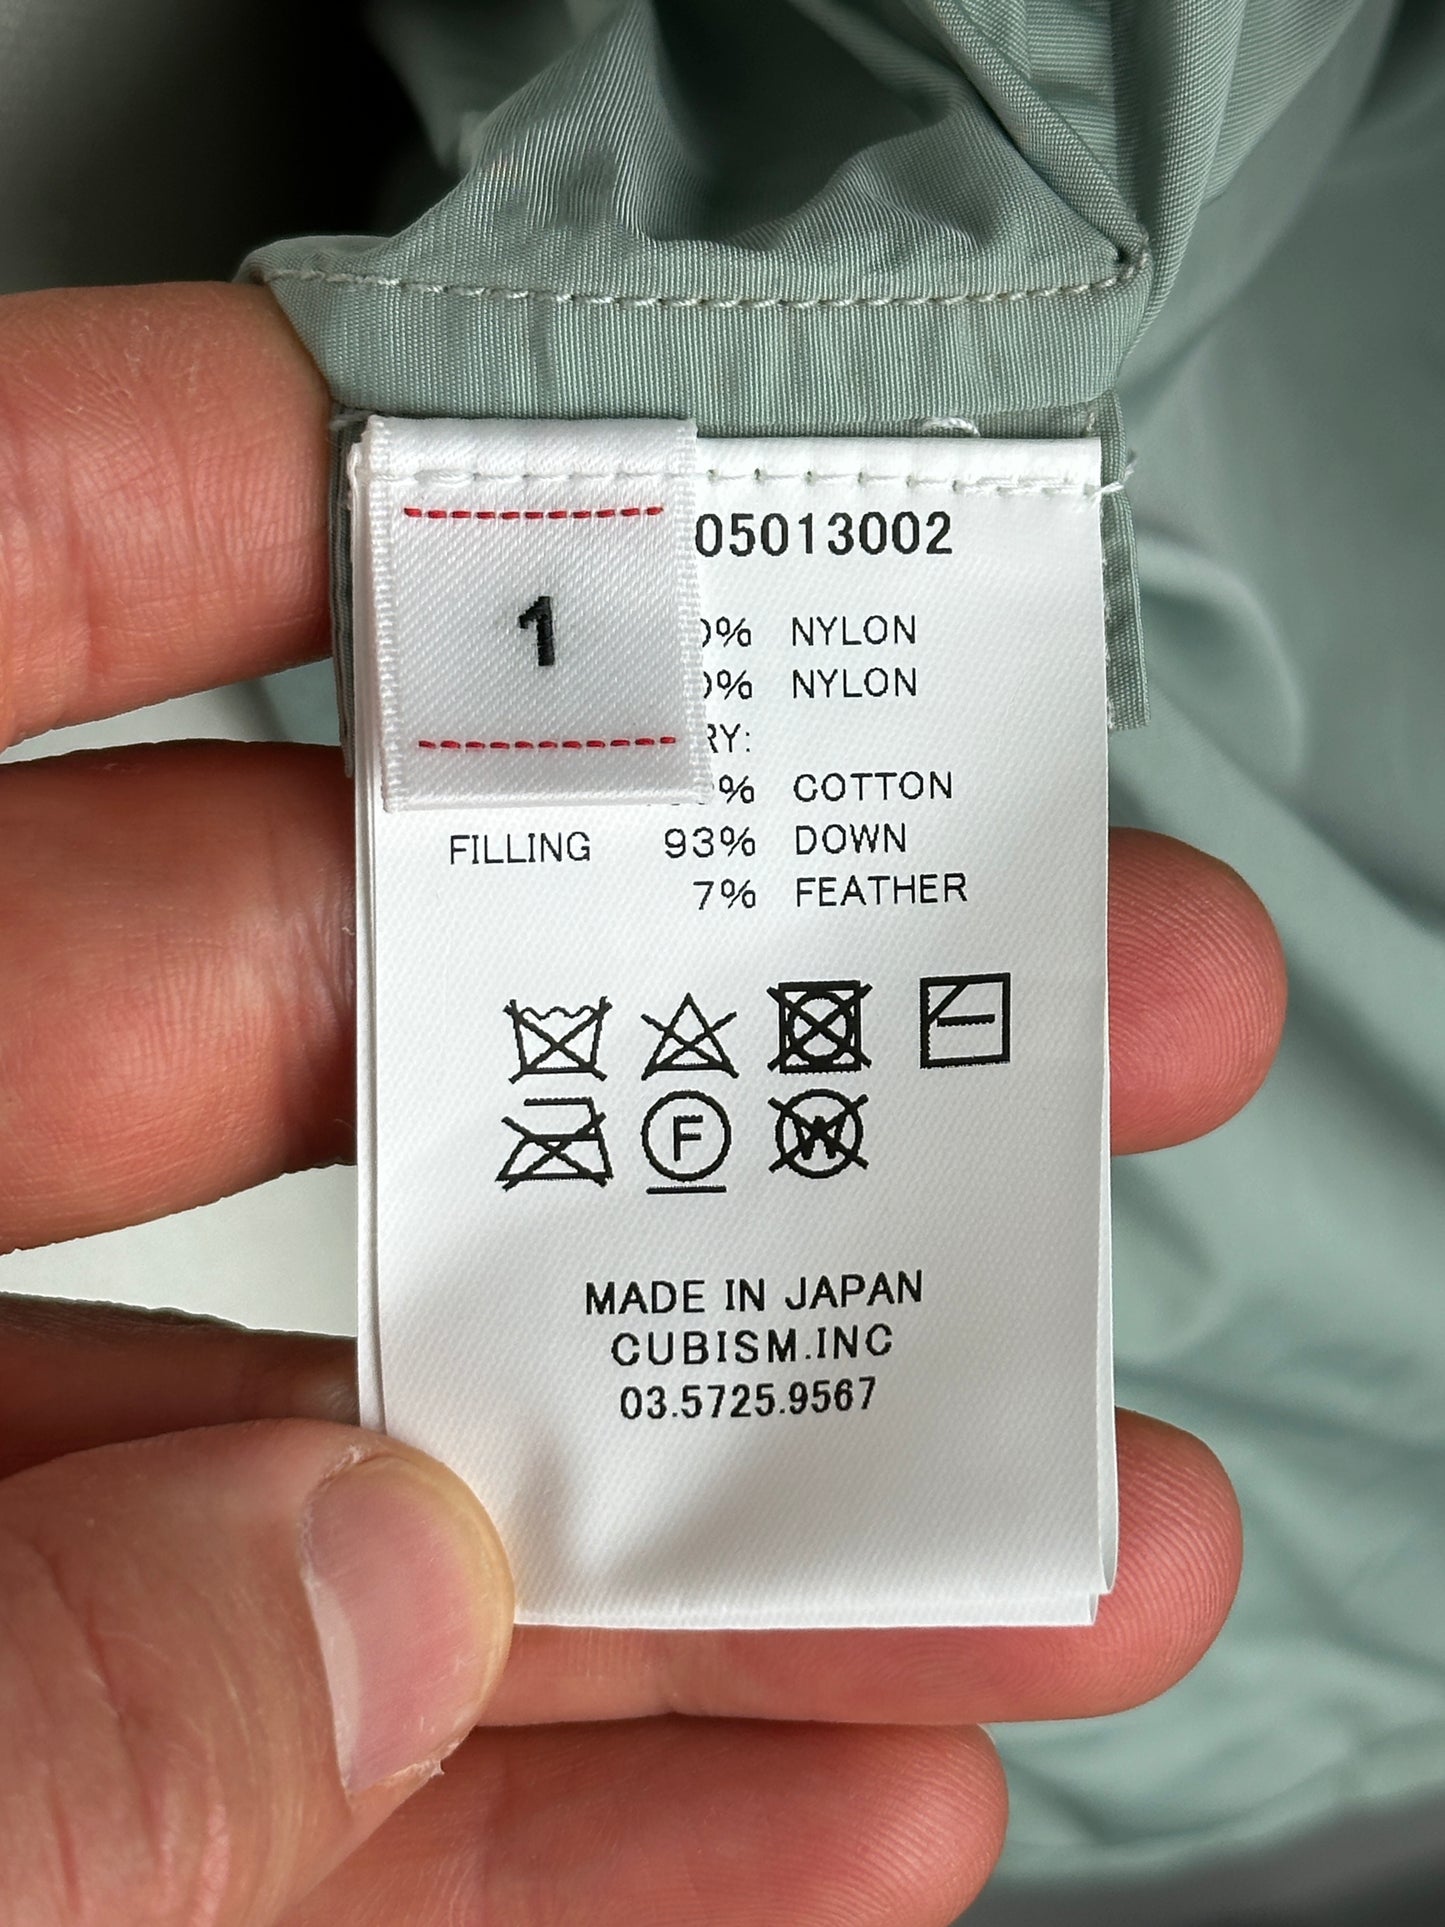 1
05013002
% NYLON
% NYLON
RY:
% COTTON
FILLING 93% DOWN
7% FEATHER
F
W
MADE IN JAPAN
CUBISM.INC
03.5725.9567